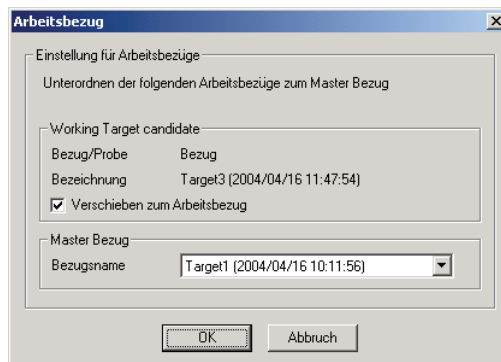 Arbeitsbezug
Einstellung für Arbeitsbezüge
Unterordnen der folgenden Arbeitsbezüge zum Master Bezug
Working Target candidate
Bezug/Probe Bezug
Bezeichnung Target3 (2004/04/16 11:47:54)
Verschieben zum Arbeitsbezug
Master Bezug
Bezugsname Target1 (2004/04/16 10:11:56)
OK Abbruch